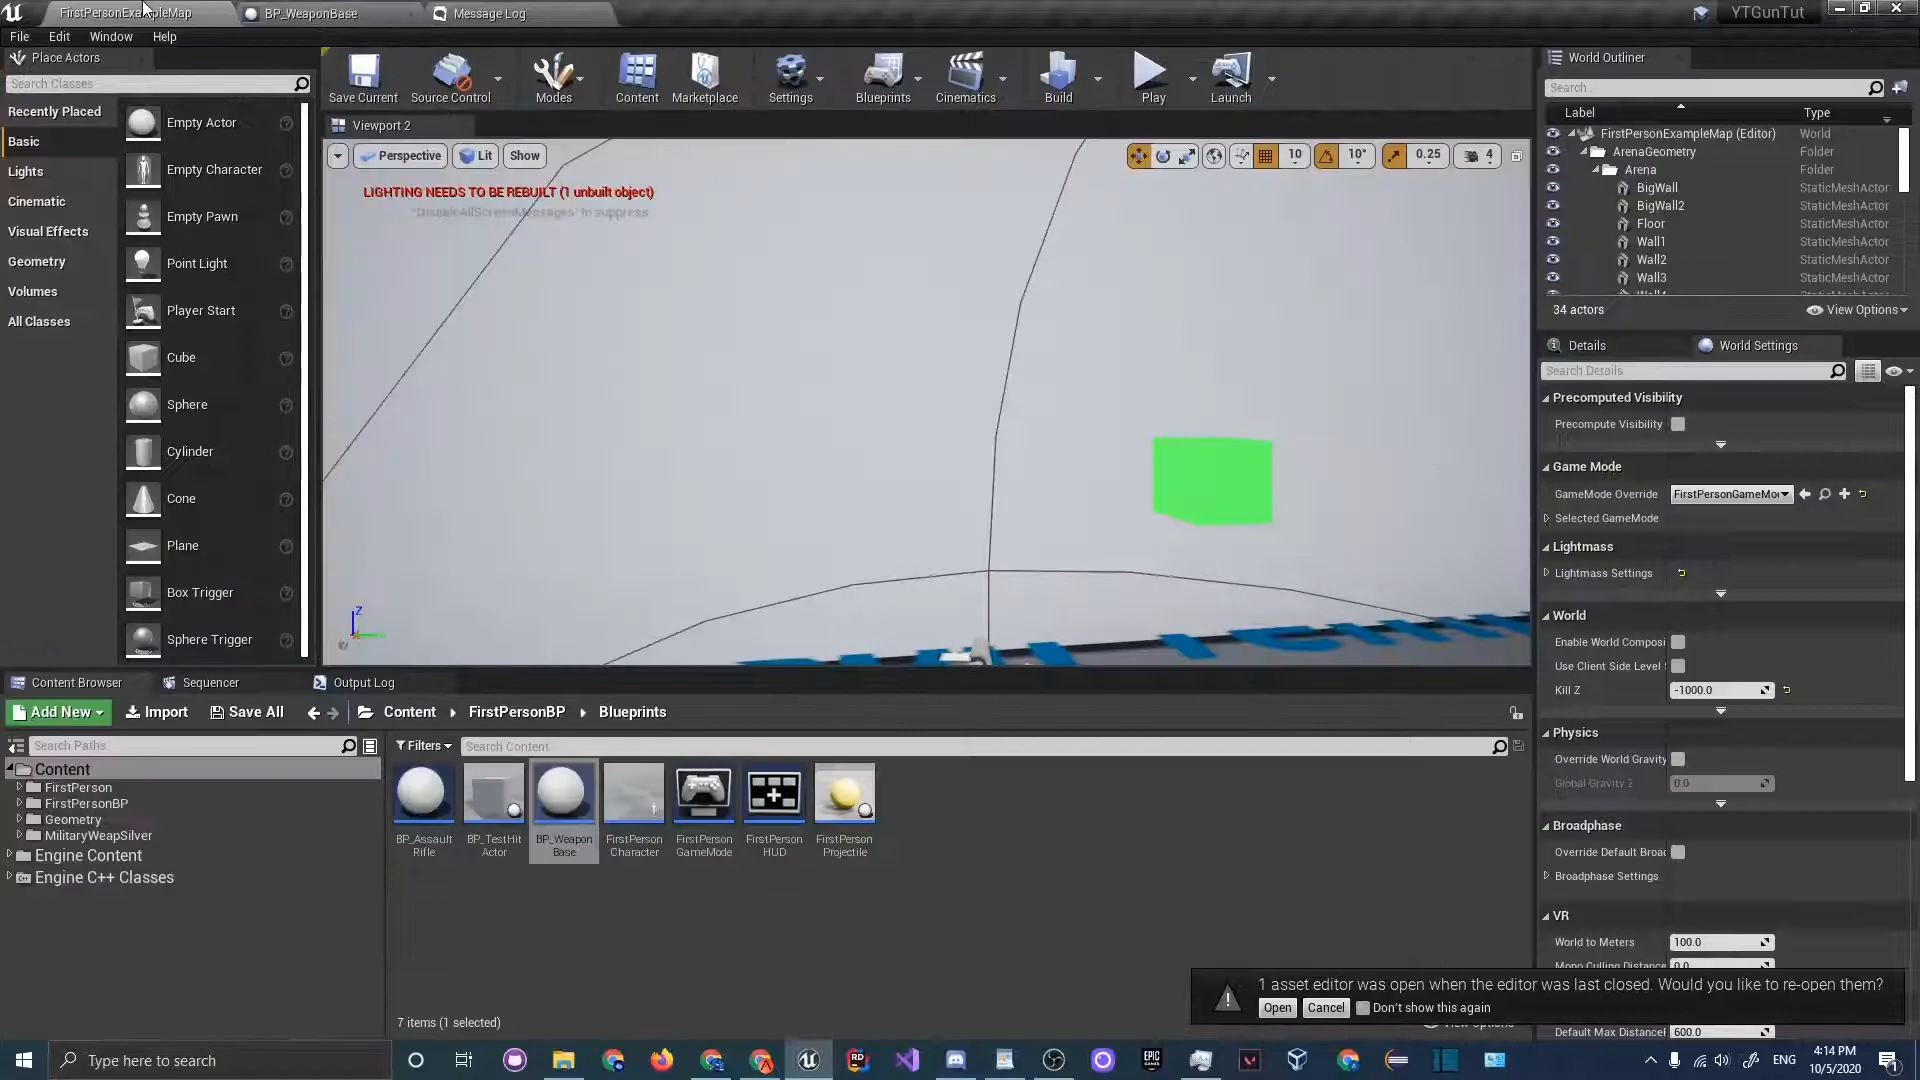 FirstPersonExampleMap
BP_WeaponBase
Message Log
YTGunTut
File Edit Window Help
Place Actors
Search Classes
Recently Placed
Basic
Lights
Cinematic
Visual Effects
Geometry
Volumes
All Classes
Empty Actor
Empty Character
Empty Pawn
Point Light
Player Start
Cube
Sphere
Cylinder
Cone
Plane
Box Trigger
Sphere Trigger
Save Current
Source Control
Modes
Content
Marketplace
Settings
Blueprints
Cinematics
Build
Play
Launch
Viewport 2
Perspective
Lit
Show
10
10°
0.25
4
LIGHTING NEEDS TO BE REBUILT (1 unbuilt object)
'DisableAllScreenMessages' to suppress
Z
World Outliner
Search...
Label Type
FirstPersonExampleMap (Editor) World
ArenaGeometry Folder
Arena Folder
BigWall StaticMeshActor
BigWall2 StaticMeshActor
Floor StaticMeshActor
Wall1 StaticMeshActor
Wall2 StaticMeshActor
Wall3 StaticMeshActor
34 actors
View Options
Details
World Settings
Search Details
Precomputed Visibility
Precompute Visibility
Game Mode
GameMode Override FirstPersonGameMo
Selected GameMode
Lightmass
Lightmass Settings
World
Enable World Composi
Use Client Side Level
Kill Z -1000.0
Physics
Override World Gravity
Global Gravity Z 0.0
Broadphase
Override Default Broad
Broadphase Settings
VR
World to Meters 100.0
Mono Culling Distance 0.0
Default Max Distance 600.0
Content Browser
Sequencer
Output Log
Add New
Import
Save All
Content
FirstPersonBP
Blueprints
Search Paths
Filters
Search Content
Content
FirstPerson
FirstPersonBP
Geometry
MilitaryWeapSilver
Engine Content
Engine C++ Classes
BP_Assault
Rifle
BP_TestHit
Actor
BP_Weapon
Base
FirstPerson
Character
FirstPerson
GameMode
FirstPerson
HUD
FirstPerson
Projectile
7 items (1 selected)
View Options
1 asset editor was open when the editor was last closed. Would you like to re-open them?
Open
Cancel
Don't show this again
Type here to search
RD
EPIC
GAMES
ENG
4:14 PM
10/5/2020
1